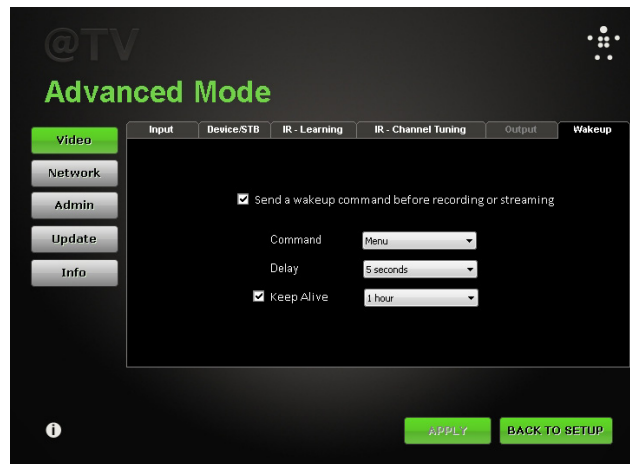 @TV
Advanced Mode
Input Device/STB IR - Learning IR - Channel Tuning Output Wakeup
Video
Network
Admin
Update
Info
Send a wakeup command before recording or streaming
Command Menu
Delay 5 seconds
Keep Alive 1 hour
APPLY BACK TO SETUP